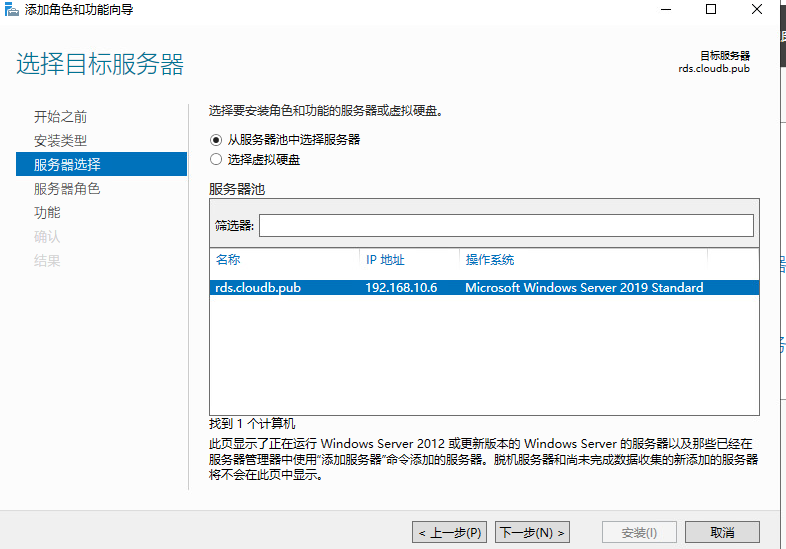 添加角色和功能向导
选择目标服务器
目标服务器
rds.cloudb.pub
开始之前
安装类型
服务器选择
服务器角色
功能
确认
结果
选择要安装角色和功能的服务器或虚拟硬盘。
从服务器池中选择服务器
选择虚拟硬盘
服务器池
筛选器:
名称 IP 地址 操作系统
rds.cloudb.pub 192.168.10.6 Microsoft Windows Server 2019 Standard
找到 1 个计算机
此页显示了正在运行 Windows Server 2012 或更新版本的 Windows Server 的服务器以及那些已经在
服务器管理器中使用"添加服务器"命令添加的服务器。脱机服务器和尚未完成数据收集的新添加的服务器
将不会在此页中显示。
< 上一步(P) 下一步(N) > 安装(I) 取消